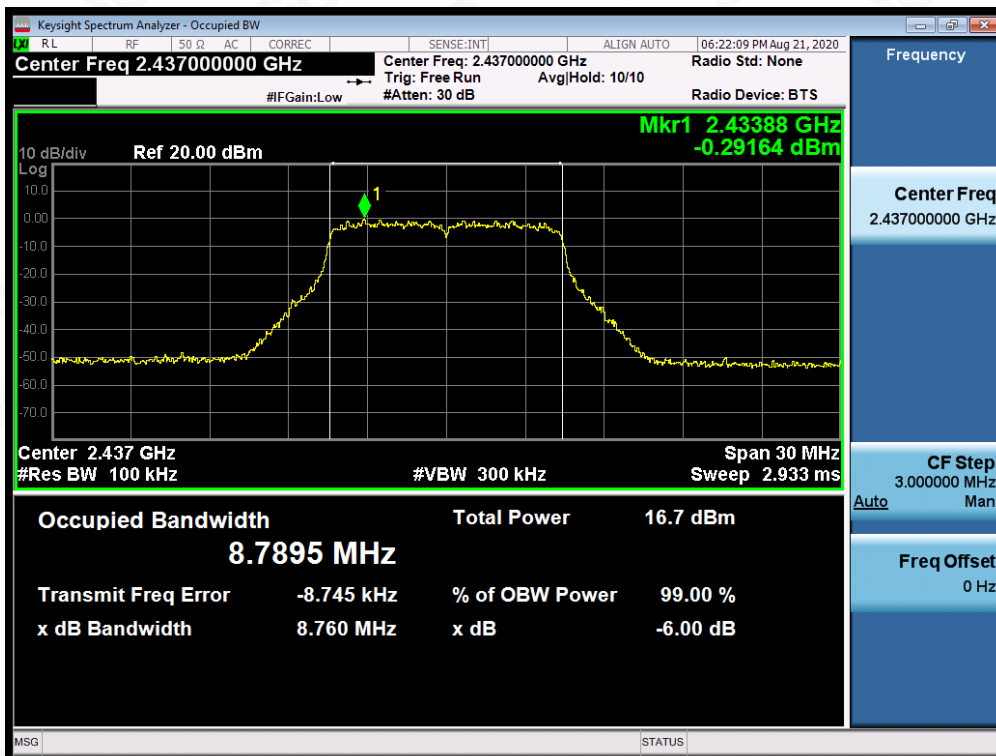 Keysight Spectrum Analyzer - Occupied BW
LXI RL RF 50 Ω AC CORREC SENSE:INT ALIGN AUTO 06:22:09 PM Aug 21, 2020
Center Freq 2.437000000 GHz
Center Freq: 2.437000000 GHz Radio Std: None
Trig: Free Run Avg|Hold: 10/10
#IFGain:Low #Atten: 30 dB Radio Device: BTS
Mkr1 2.43388 GHz
-0.29164 dBm
10 dB/div Ref 20.00 dBm
Log
10.0
1
0.00
-10.0
-20.0
-30.0
-40.0
-50.0
-60.0
-70.0
Center 2.437 GHz Span 30 MHz
#Res BW 100 kHz #VBW 300 kHz Sweep 2.933 ms
Occupied Bandwidth Total Power 16.7 dBm
8.7895 MHz
Transmit Freq Error -8.745 kHz % of OBW Power 99.00 %
x dB Bandwidth 8.760 MHz x dB -6.00 dB
Frequency
Center Freq
2.437000000 GHz
CF Step
3.000000 MHz
Auto Man
Freq Offset
0 Hz
MSG STATUS